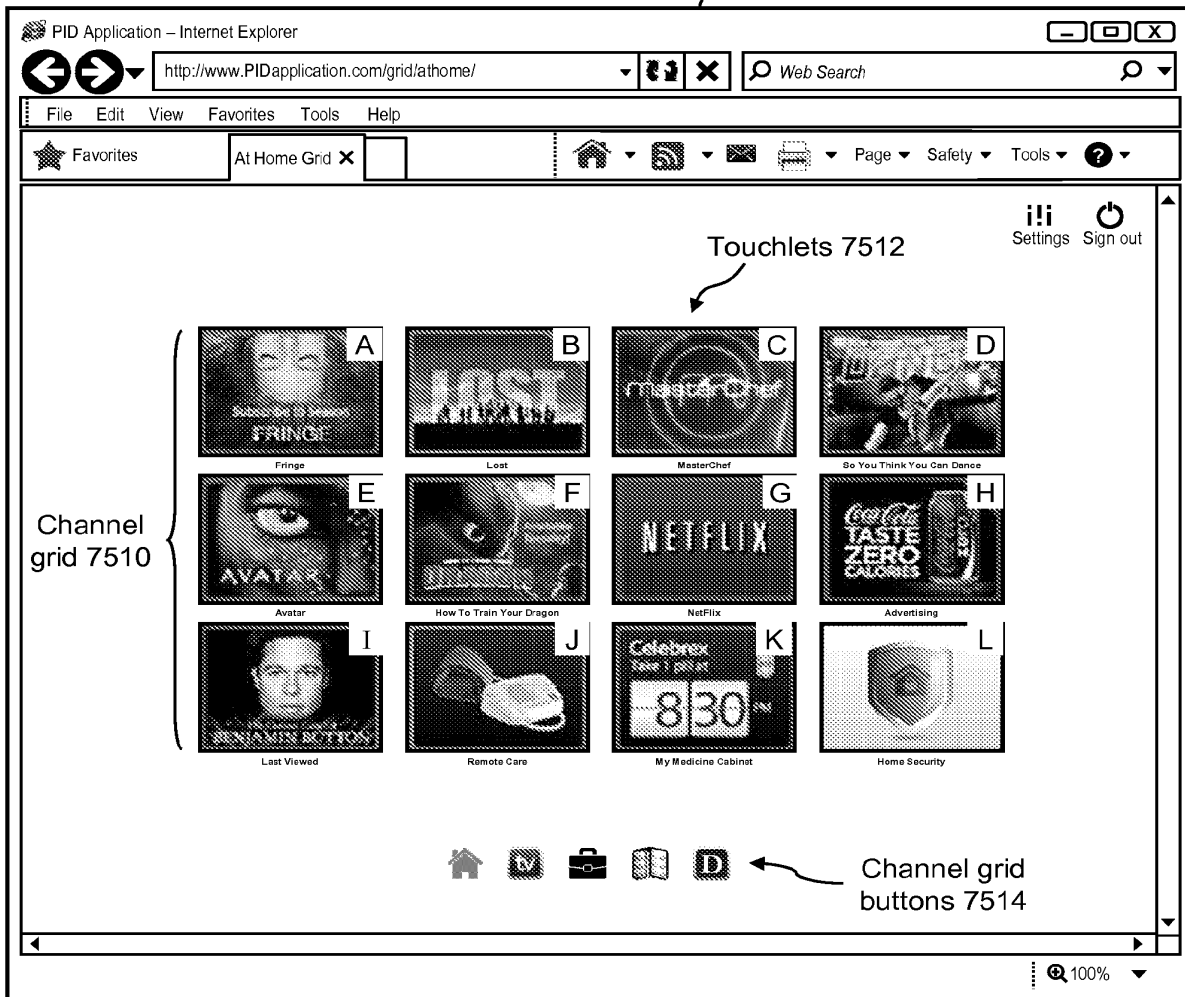 PID Application – Internet Explorer
http://www.PIDapplication.com/grid/athome/
Web Search
File Edit View Favorites Tools Help
Favorites
At Home Grid
Page Safety Tools ?
Settings Sign out
Touchlets 7512
Channel
grid 7510
A
FRINGE
Fringe
B
LOST
Lost
C
MasterChef
MasterChef
D
So You Think You Can Dance
E
AVATAR
Avatar
F
How To Train Your Dragon
G
NETFLIX
NetFlix
H
Coca-Cola
TASTE
ZERO
CALORIES
ZERO
Advertising
I
BENJAMIN BUTTON
Last Viewed
J
Remote Care
K
Celebrex
Take 1 pill at
8 30
PM
My Medicine Cabinet
L
Home Security
tv
D
Channel grid
buttons 7514
100%